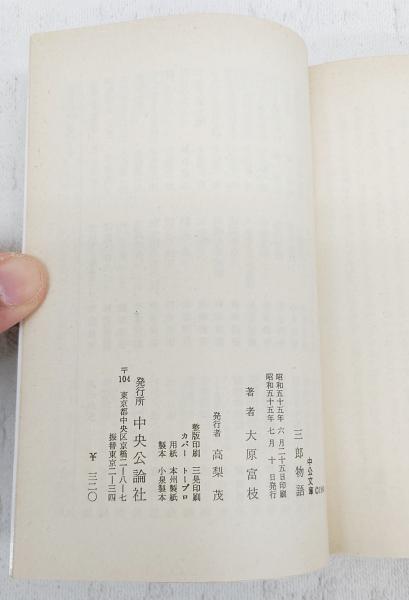 中公文庫
三郎物語
昭和五十五年 六月二十五日印刷
昭和五十五年 七月 十 日発行
著者 大原富枝
発行者 高梨 茂
整版印刷 三晃印刷
カバー トープロ
用紙 本州製紙
製本 小泉製本
発行所 中央公論社
〒104 東京都中央区京橋二ー八ー七
振替東京二ー三四
¥ 三二〇